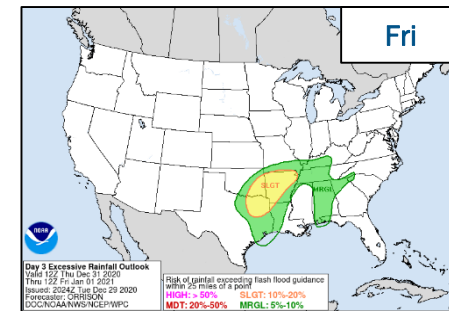 Fri
SLGT
MRGL
NOAA
Day 3 Excessive Rainfall Outlook
Valid 12Z Thu Dec 31 2020
Thru 12Z Fri Jan 01 2021
Issued: 2024Z Tue Dec 29 2020
Forecaster: ORRISON
DOC/NOAA/NWS/NCEP/WPC
Risk of rainfall exceeding flash flood guidance
within 25 miles of a point
HIGH: > 50% SLGT: 10%-20%
MDT: 20%-50% MRGL: 5%-10%